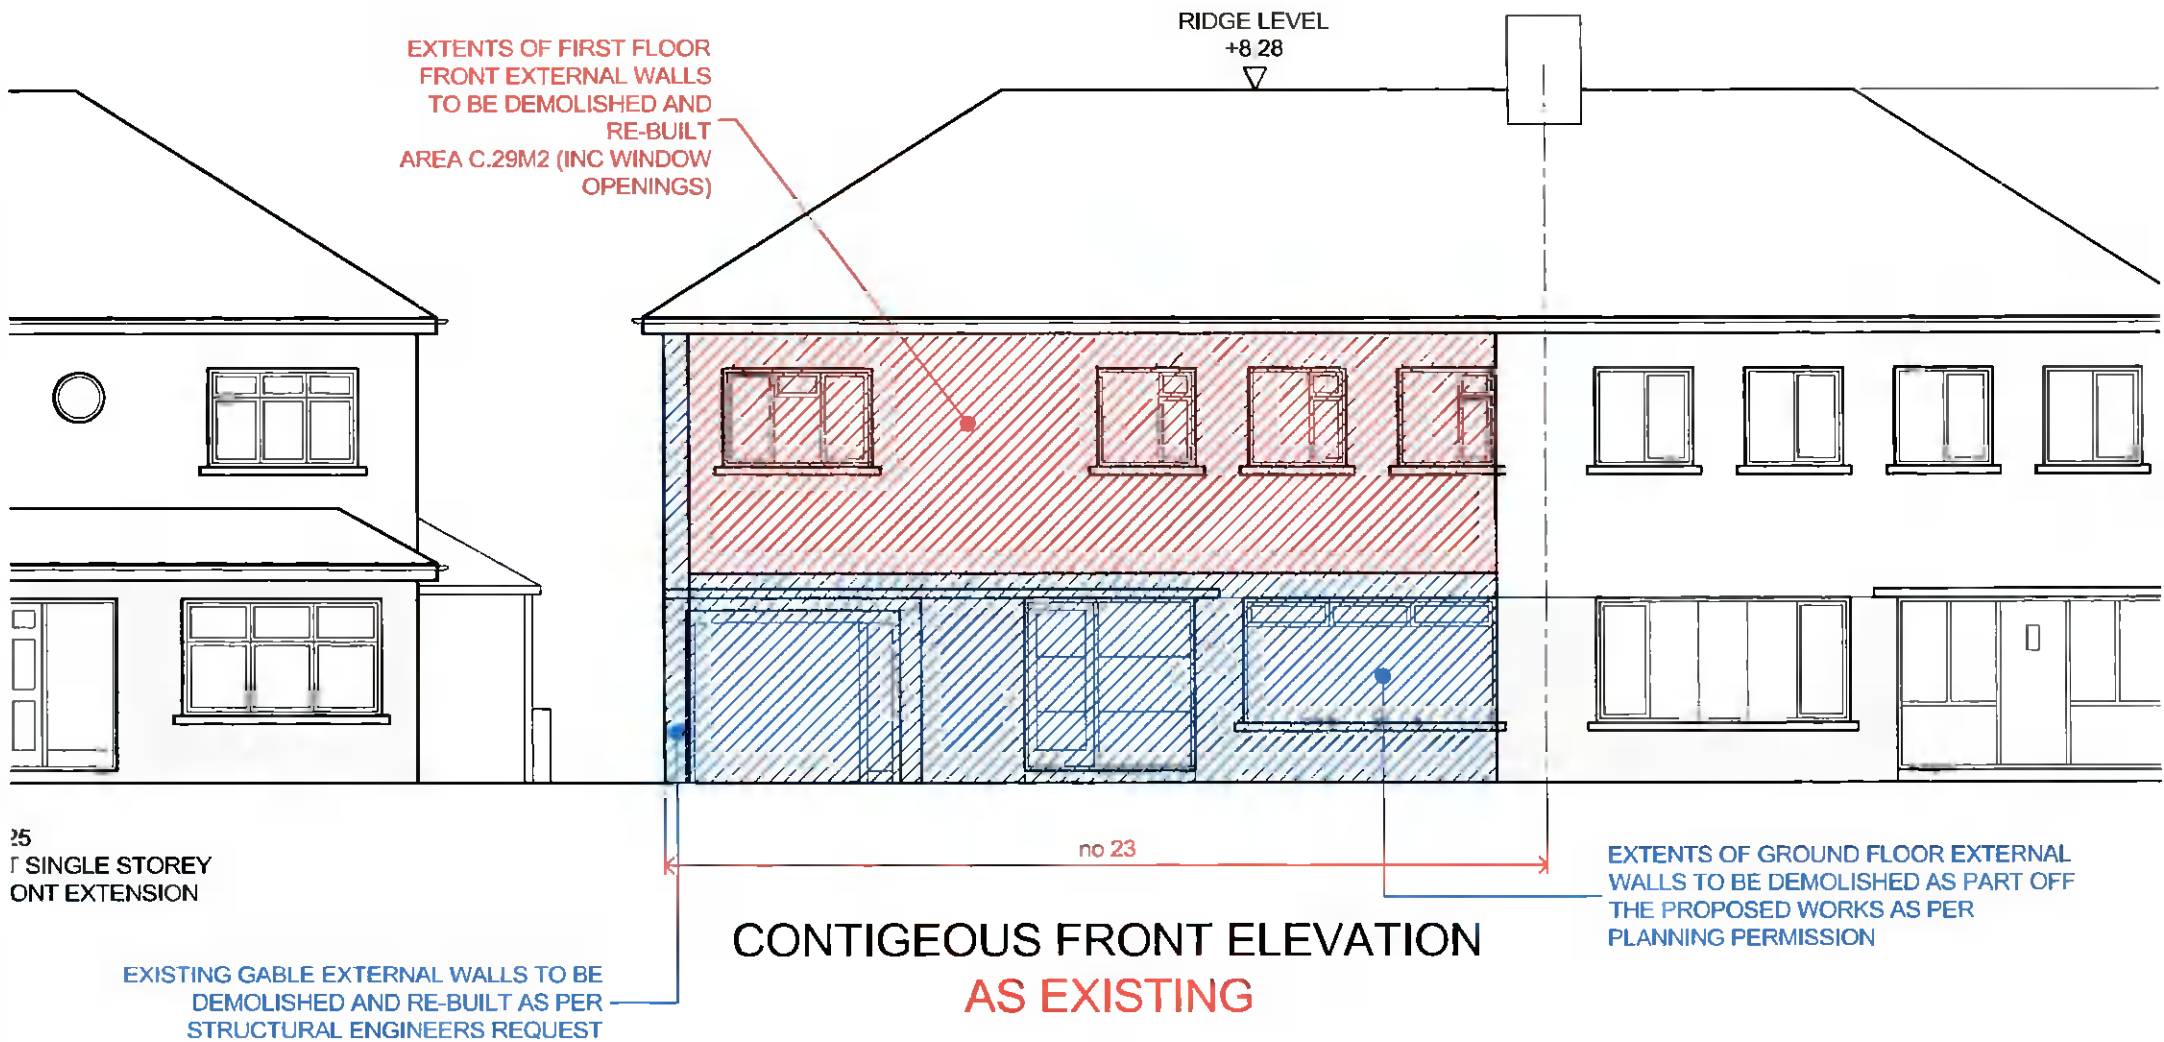 RIDGE LEVEL
+8 28
EXTENTS OF FIRST FLOOR
FRONT EXTERNAL WALLS
TO BE DEMOLISHED AND
RE-BUILT
AREA C.29M2 (INC WINDOW
OPENINGS)
25
T SINGLE STOREY
ONT EXTENSION
no 23
EXTENTS OF GROUND FLOOR EXTERNAL
WALLS TO BE DEMOLISHED AS PART OFF
THE PROPOSED WORKS AS PER
PLANNING PERMISSION
CONTIGEOUS FRONT ELEVATION
AS EXISTING
EXISTING GABLE EXTERNAL WALLS TO BE
DEMOLISHED AND RE-BUILT AS PER
STRUCTURAL ENGINEERS REQUEST